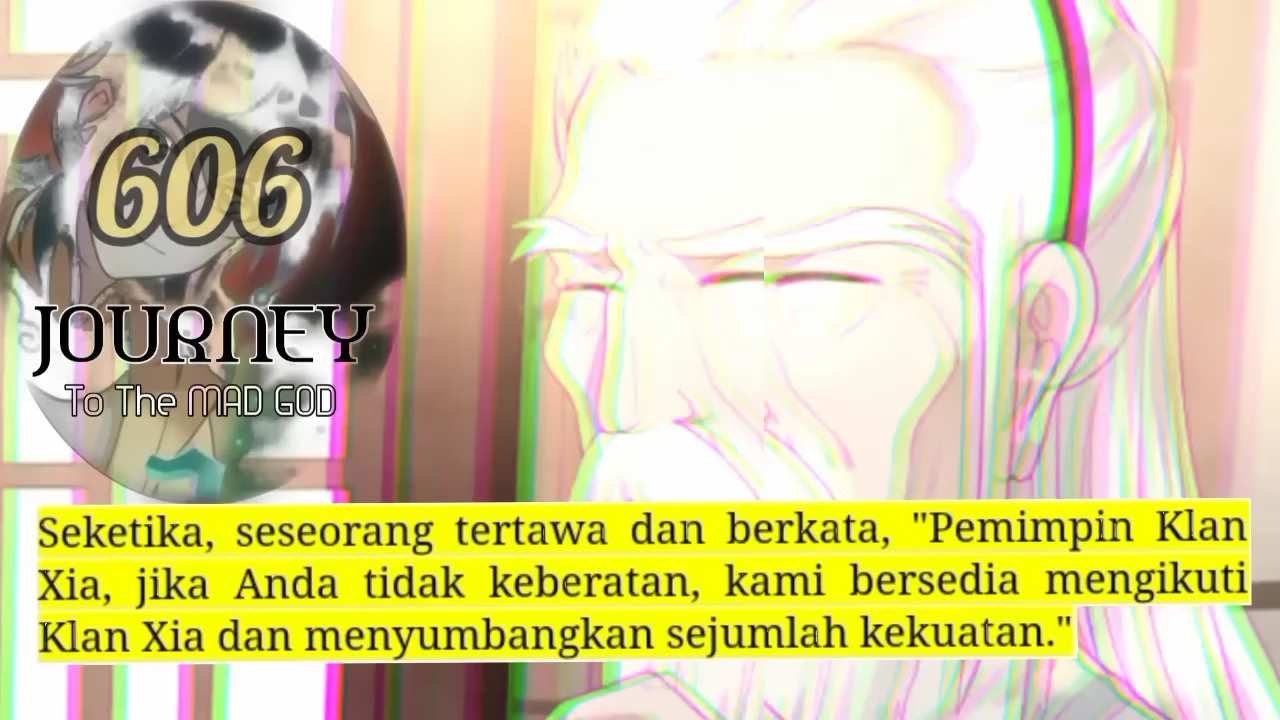 606
JOURNEY
To The MAD GOD
Seketika, seseorang tertawa dan berkata, "Pemimpin Klan
Xia, jika Anda tidak keberatan, kami bersedia mengikuti
Klan Xia dan menyumbangkan sejumlah kekuatan."